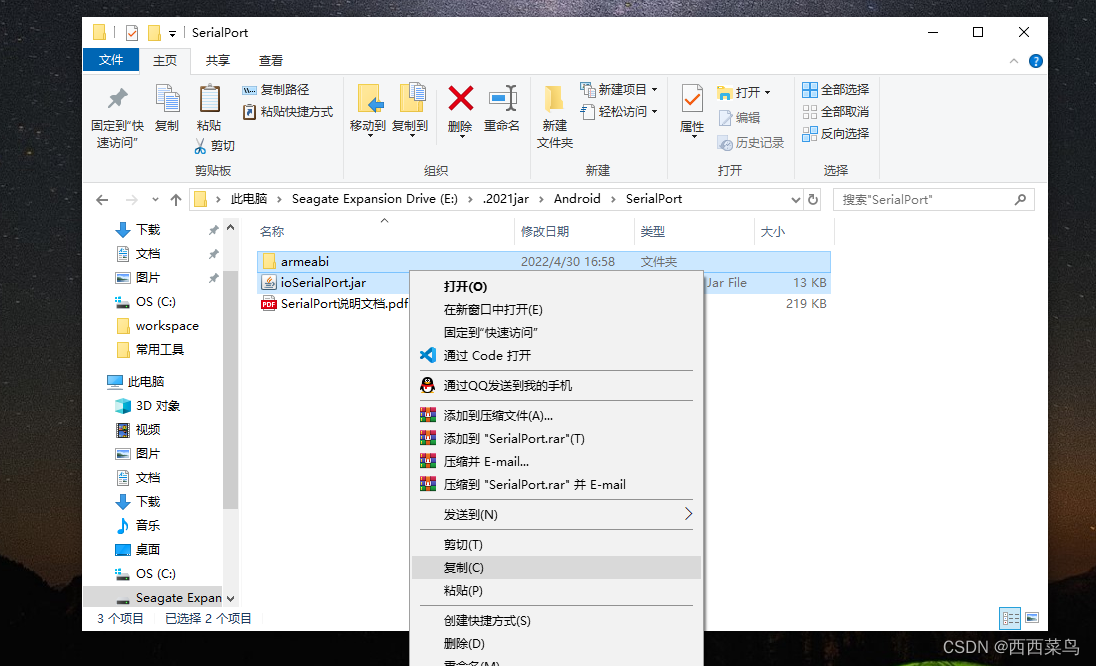 SerialPort
文件 主页 共享 查看
固定到"快速访问" 复制 粘贴 复制路径 粘贴快捷方式 剪切
移动到 复制到 删除 重命名
新建文件夹 新建项目 轻松访问
属性 打开 编辑 历史记录
全部选择 全部取消 反向选择
剪贴板 组织 新建 打开 选择
此电脑 Seagate Expansion Drive (E:) .2021jar Android SerialPort
搜索"SerialPort"
下载
文档
图片
OS (C:)
workspace
常用工具
此电脑
3D 对象
视频
图片
文档
下载
音乐
桌面
OS (C:)
Seagate Expan
名称 修改日期 类型 大小
armeabi 2022/4/30 16:58 文件夹
ioSerialPort.jar Jar File 13 KB
SerialPort说明文档.pdf 219 KB
打开(O)
在新窗口中打开(E)
固定到"快速访问"
通过 Code 打开
通过QQ发送到我的手机
添加到压缩文件(A)...
添加到 "SerialPort.rar"(T)
压缩并 E-mail...
压缩到 "SerialPort.rar" 并 E-mail
发送到(N)
剪切(T)
复制(C)
粘贴(P)
创建快捷方式(S)
删除(D)
重命名(M)
3 个项目 已选择 2 个项目
CSDN @西西菜鸟